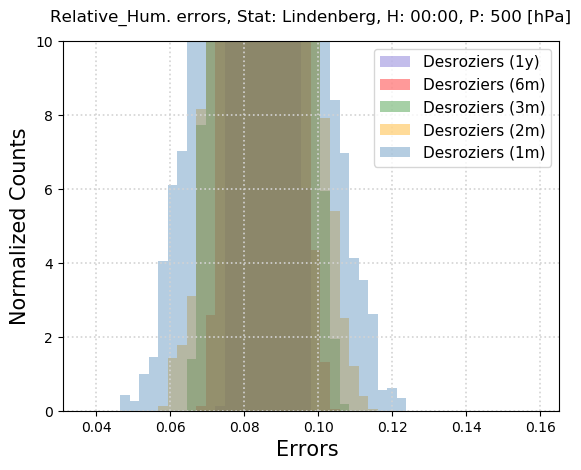 Relative_Hum. errors, Stat: Lindenberg, H: 00:00, P: 500 [hPa]
10
8
6
4
2
0
Normalized Counts
Desroziers (1y)
Desroziers (6m)
Desroziers (3m)
Desroziers (2m)
Desroziers (1m)
0.04 0.06 0.08 0.10 0.12 0.14 0.16
Errors